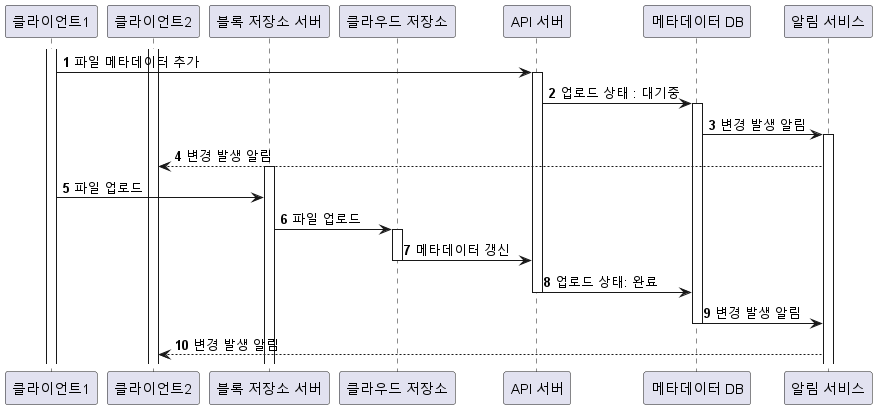 클라이언트1
클라이언트2
블록 저장소 서버
클라우드 저장소
API 서버
메타데이터 DB
알림 서비스
1 파일 메타데이터 추가
2 업로드 상태 : 대기중
3 변경 발생 알림
4 변경 발생 알림
5 파일 업로드
6 파일 업로드
7 메타데이터 갱신
8 업로드 상태: 완료
9 변경 발생 알림
10 변경 발생 알림
클라이언트1
클라이언트2
블록 저장소 서버
클라우드 저장소
API 서버
메타데이터 DB
알림 서비스